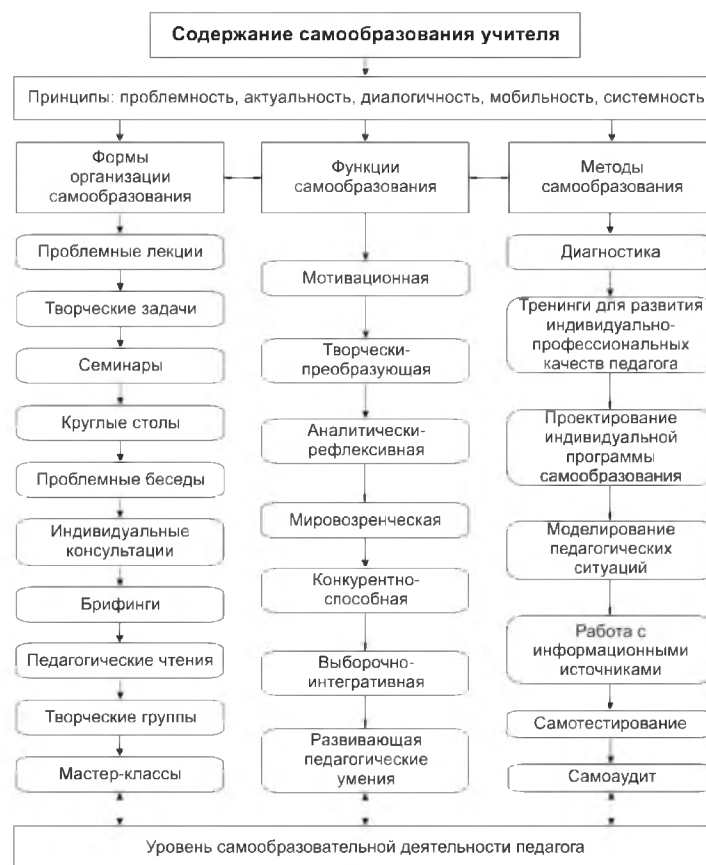 Содержание самообразования учителя
Принципы: проблемность, актуальность, диалогичность, мобильность, системность
Формы
организации
самообразования
Функции
самообразования
Методы
самообразования
Проблемные лекции
Творческие задачи
Семинары
Круглые столы
Проблемные беседы
Индивидуальные
консультации
Брифинги
Педагогические чтения
Творческие группы
Мастер-классы
Мотивационная
Творчески-
преобразующая
Аналитически-
рефлексивная
Мировозренческая
Конкурентно-
способная
Выборочно-
интегративная
Развивающая
педагогические
умения
Диагностика
Тренинги для развития
индивидуально-
профессиональных
качеств педагога
Проектирование
индивидуальной
программы
самообразования
Моделирование
педагогических
ситуаций
Работа с
информационными
источниками
Самотестирование
Самоаудит
Уровень самообразовательной деятельности педагога